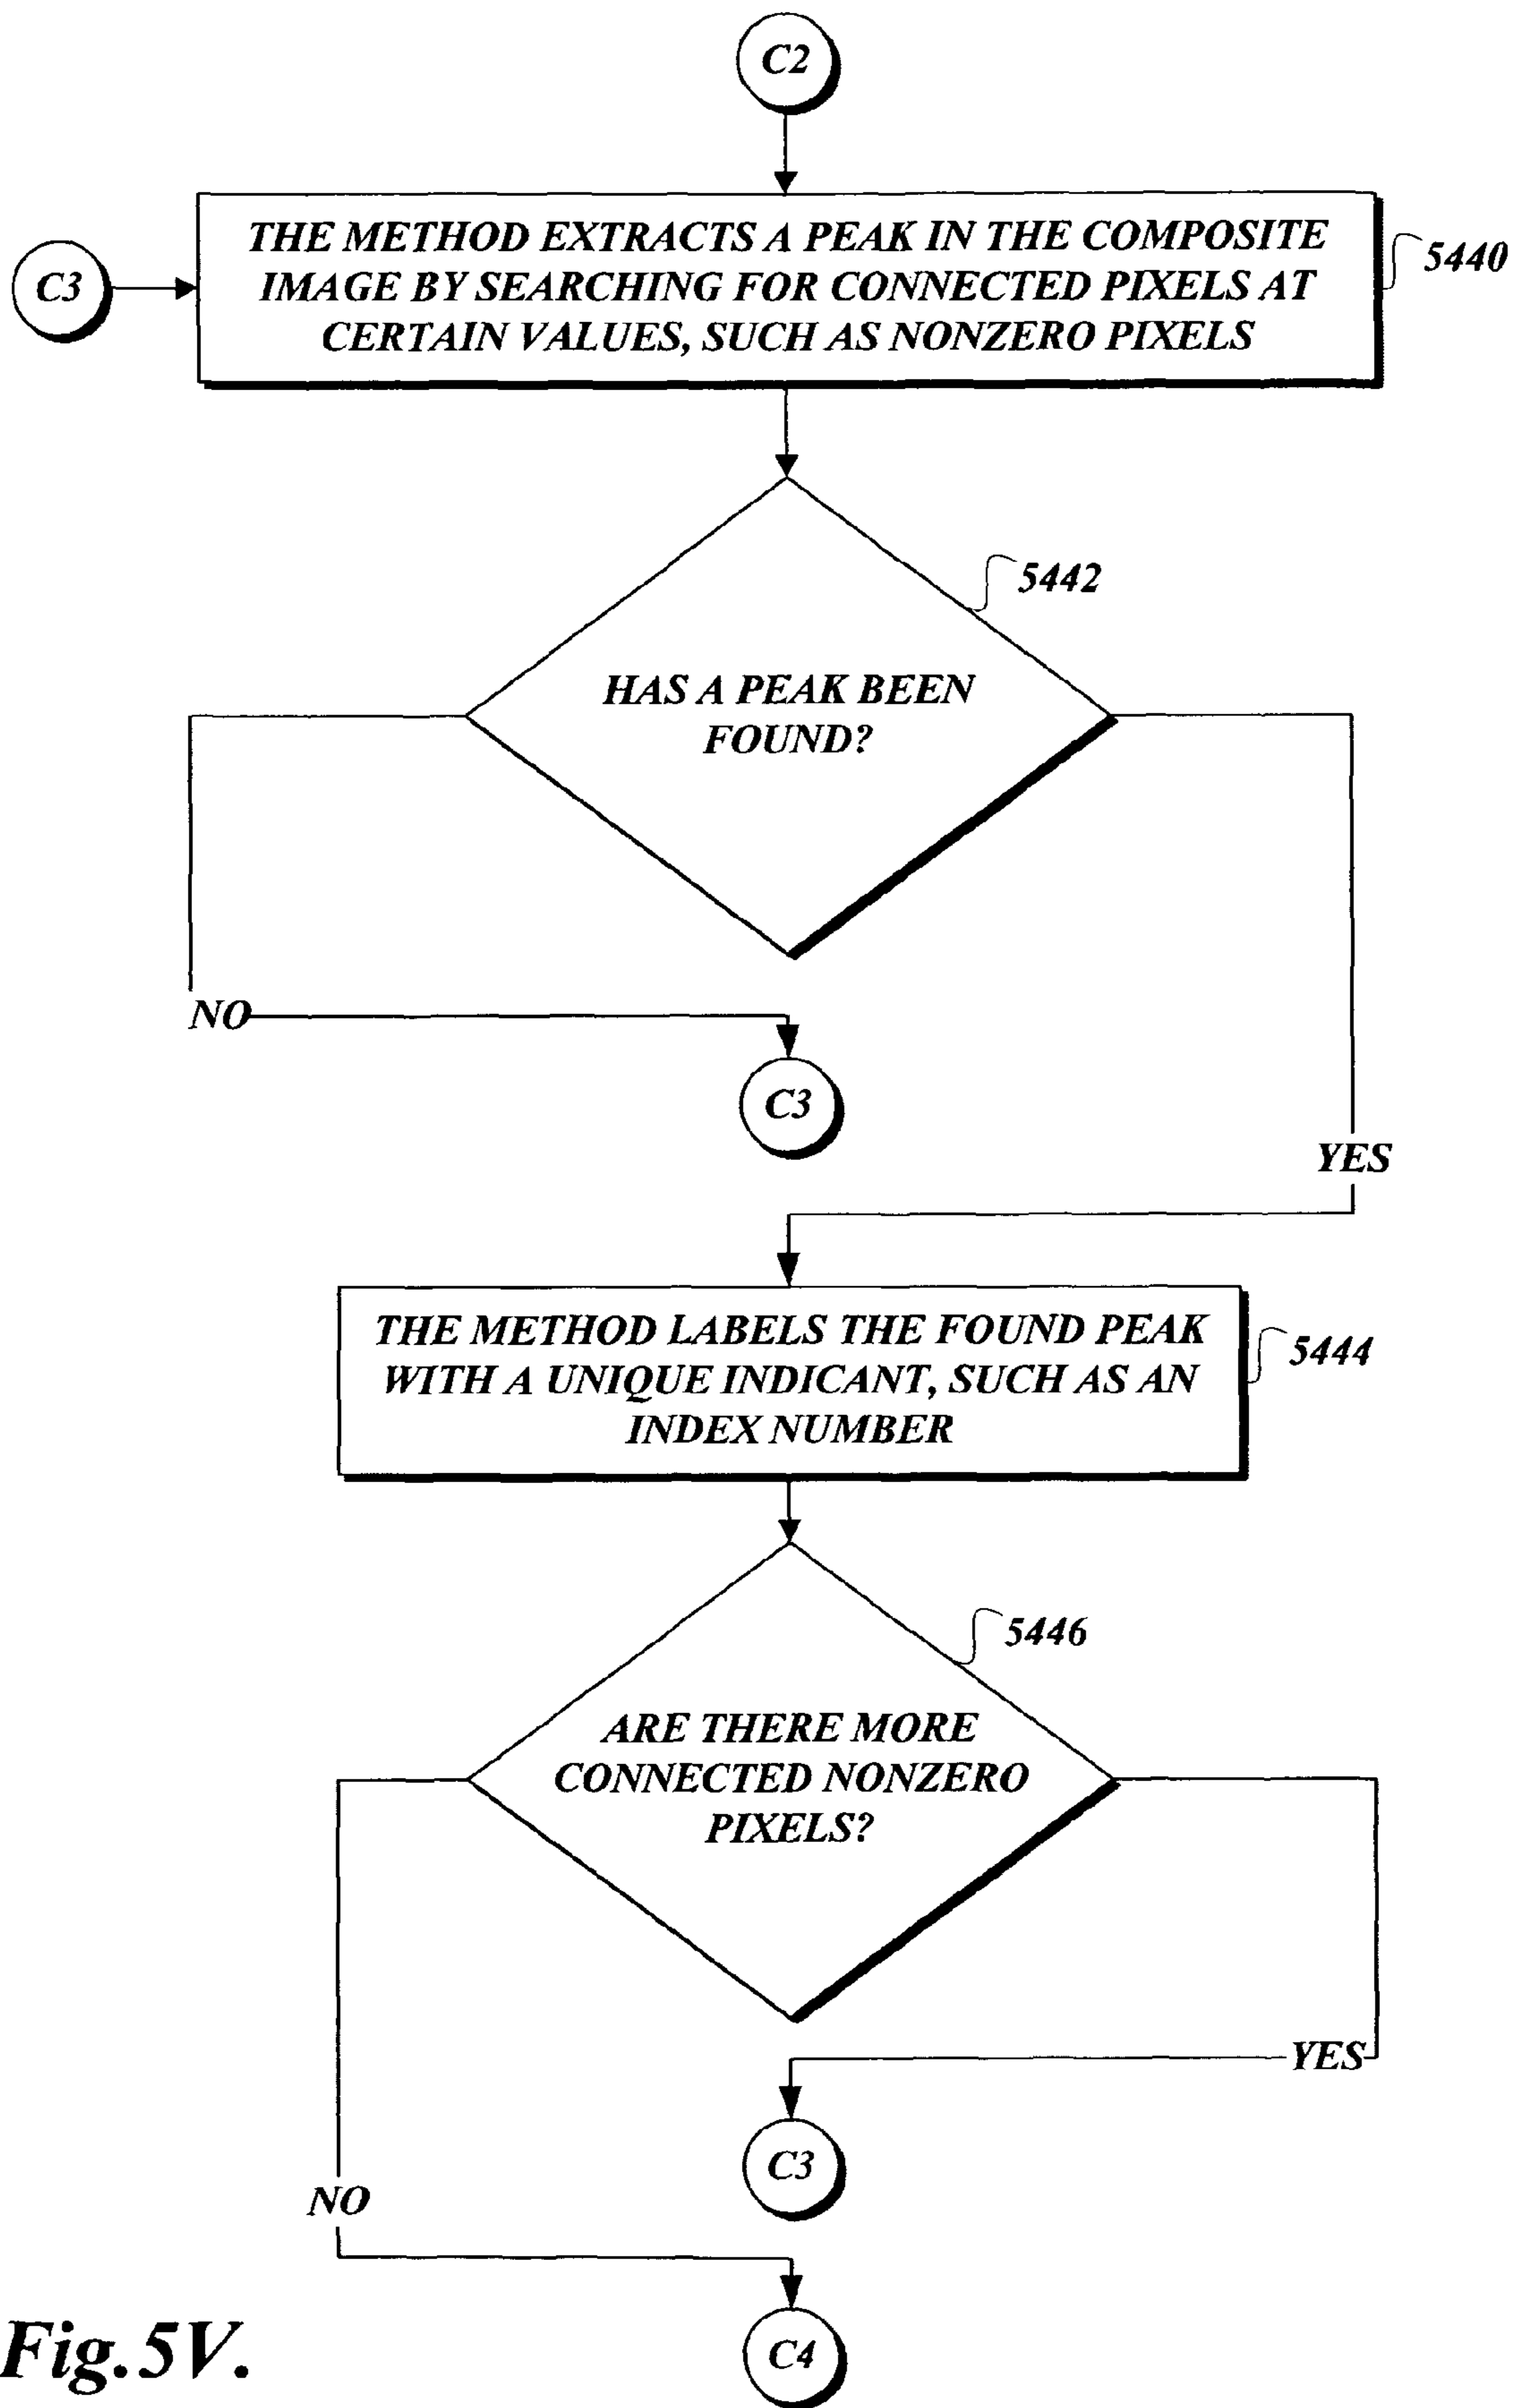 C2
THE METHOD EXTRACTS A PEAK IN THE COMPOSITE
IMAGE BY SEARCHING FOR CONNECTED PIXELS AT
CERTAIN VALUES, SUCH AS NONZERO PIXELS
5440
C3
5442
HAS A PEAK BEEN
FOUND?
NO
C3
YES
THE METHOD LABELS THE FOUND PEAK
WITH A UNIQUE INDICANT, SUCH AS AN
INDEX NUMBER
5444
5446
ARE THERE MORE
CONNECTED NONZERO
PIXELS?
YES
C3
NO
C4
Fig.5V.